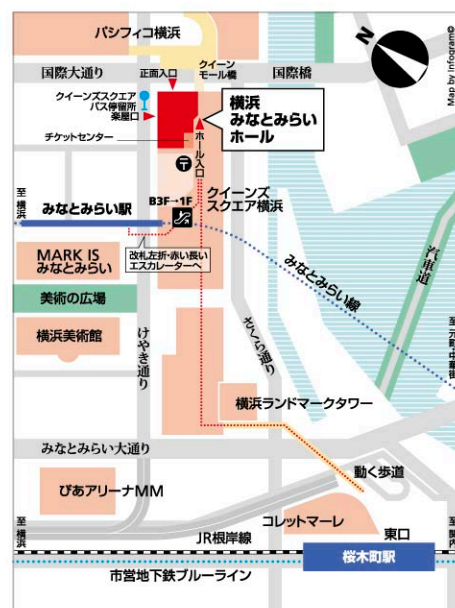 パシフィコ横浜
N
Map by Infogram©
国際大通り
正面入口
クイーン
モール橋
国際橋
クイーンズスクエア
バス停留所
楽屋口
横浜
みなとみらい
ホール
チケットセンター
ホール入口
〒
至横浜
みなとみらい駅
B3F→1F
クイーンズ
スクエア横浜
改札左折・赤い長い
エスカレーターへ
MARK IS
みなとみらい
みなとみらい線
汽車道
美術の広場
至元町・中華街
横浜美術館
けやき通り
さくら通り
横浜ランドマークタワー
みなとみらい大通り
動く歩道
ぴあアリーナMM
コレットマーレ
東口
至横浜
JR根岸線
桜木町駅
至関内
市営地下鉄ブルーライン